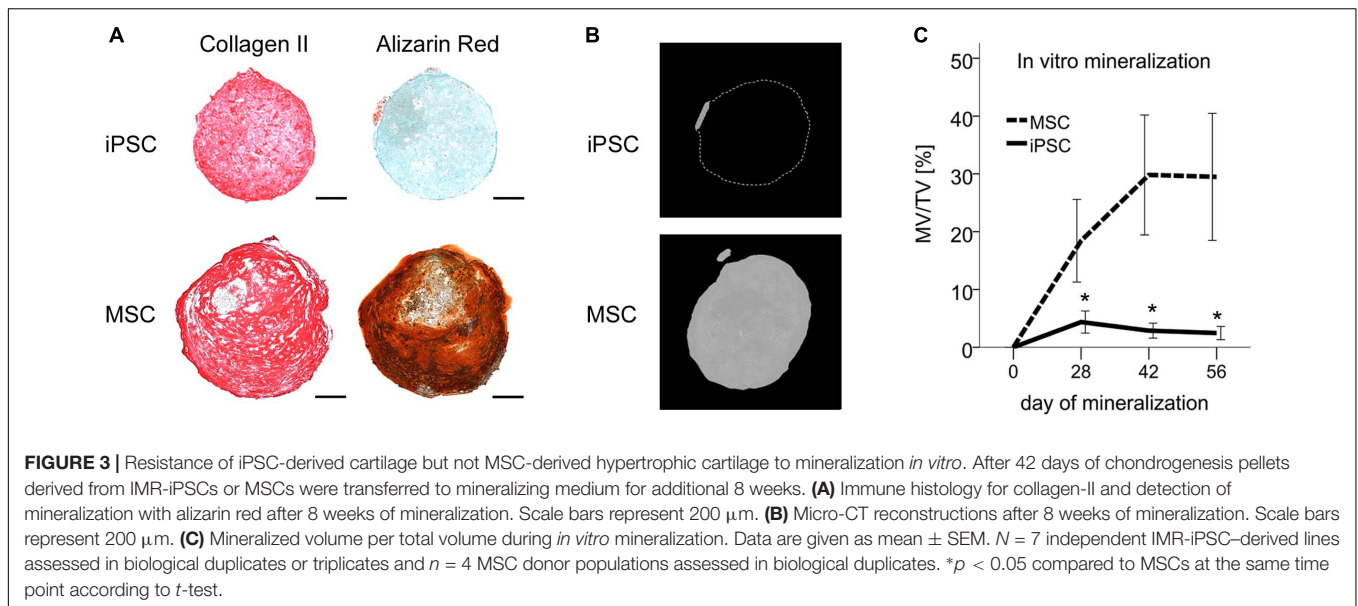 A
Collagen II Alizarin Red
iPSC
MSC
B
iPSC
MSC
C
In vitro mineralization
MSC
iPSC
MV/TV [%]
50
40
30
20
10
0
* * *
0 28 42 56
day of mineralization
FIGURE 3 | Resistance of iPSC-derived cartilage but not MSC-derived hypertrophic cartilage to mineralization in vitro. After 42 days of chondrogenesis pellets
derived from IMR-iPSCs or MSCs were transferred to mineralizing medium for additional 8 weeks. (A) Immune histology for collagen-II and detection of
mineralization with alizarin red after 8 weeks of mineralization. Scale bars represent 200 μm. (B) Micro-CT reconstructions after 8 weeks of mineralization. Scale bars
represent 200 μm. (C) Mineralized volume per total volume during in vitro mineralization. Data are given as mean ± SEM. N = 7 independent IMR-iPSC–derived lines
assessed in biological duplicates or triplicates and n = 4 MSC donor populations assessed in biological duplicates. *p < 0.05 compared to MSCs at the same time
point according to t-test.